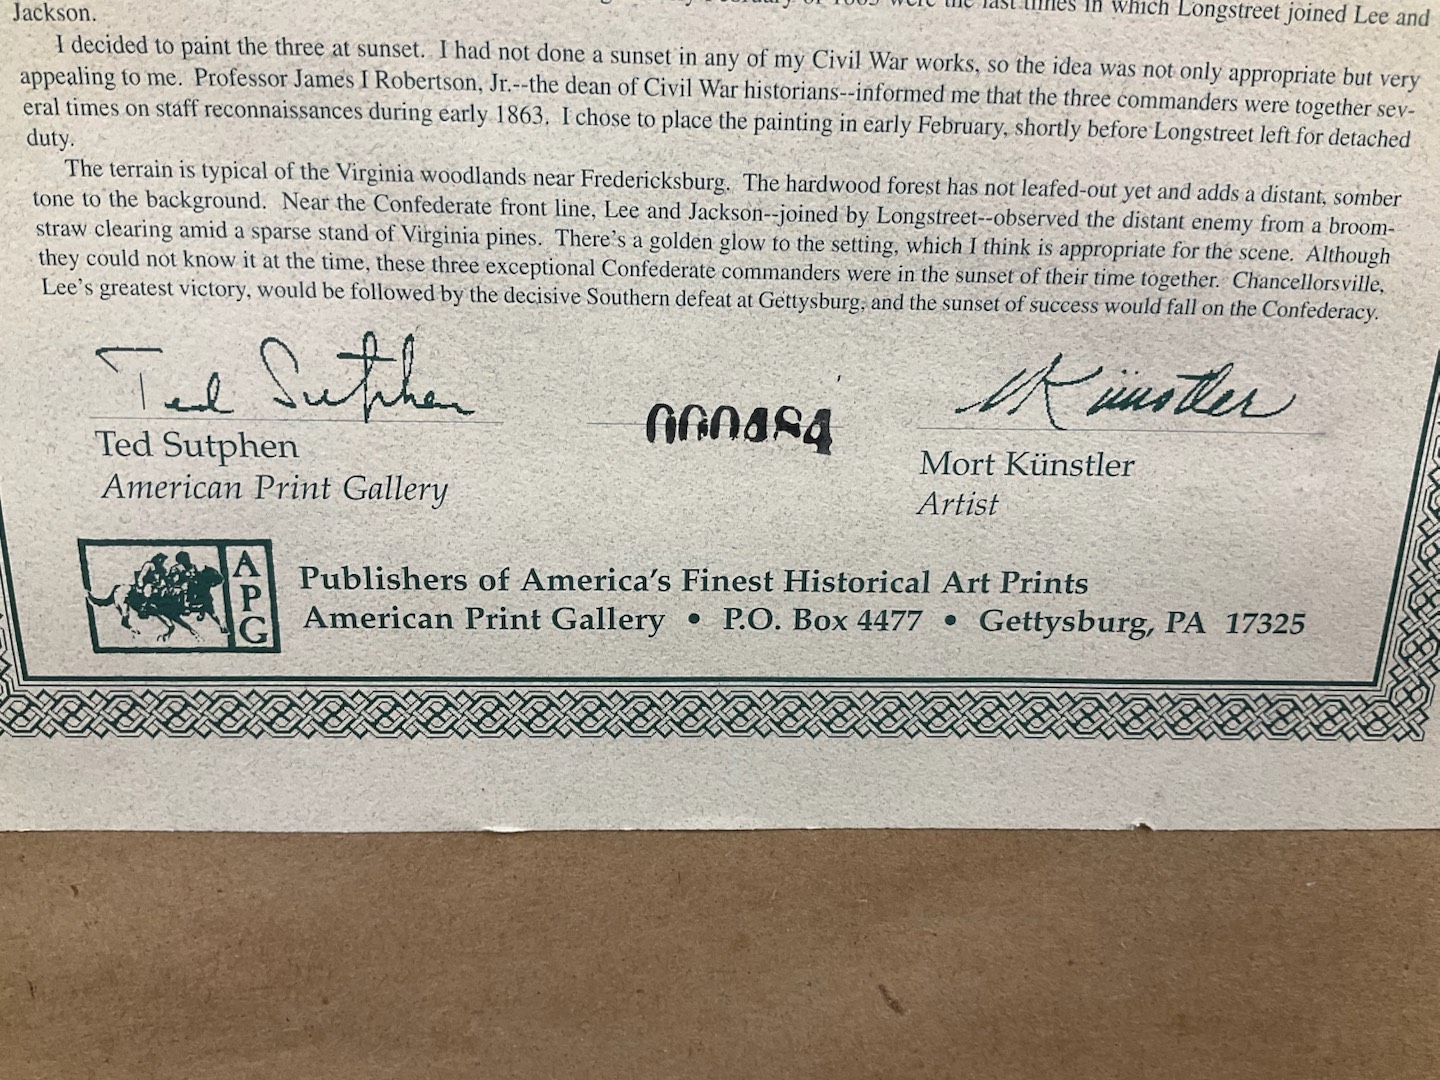 were the last times in which Longstreet joined Lee and
Jackson.
I decided to paint the three at sunset. I had not done a sunset in any of my Civil War works, so the idea was not only appropriate but very
appealing to me. Professor James I Robertson, Jr.--the dean of Civil War historians--informed me that the three commanders were together sev-
eral times on staff reconnaissances during early 1863. I chose to place the painting in early February, shortly before Longstreet left for detached
duty.
The terrain is typical of the Virginia woodlands near Fredericksburg. The hardwood forest has not leafed-out yet and adds a distant, somber
tone to the background. Near the Confederate front line, Lee and Jackson--joined by Longstreet--observed the distant enemy from a broom-
straw clearing amid a sparse stand of Virginia pines. There's a golden glow to the setting, which I think is appropriate for the scene. Although
they could not know it at the time, these three exceptional Confederate commanders were in the sunset of their time together. Chancellorsville,
Lee's greatest victory, would be followed by the decisive Southern defeat at Gettysburg, and the sunset of success would fall on the Confederacy.
Ted Sutphen
MKünstler
Ted Sutphen
American Print Gallery
Mort Künstler
Artist
APG
Publishers of America's Finest Historical Art Prints
American Print Gallery • P.O. Box 4477 • Gettysburg, PA 17325